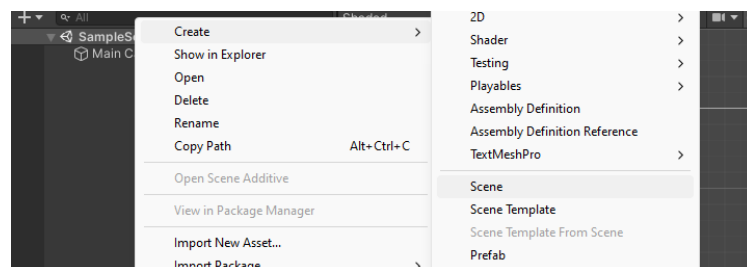 All
SampleSc
Main C
Create
Show in Explorer
Open
Delete
Rename
Copy Path Alt+Ctrl+C
Open Scene Additive
View in Package Manager
Import New Asset...
Import Package
2D
Shader
Testing
Playables
Assembly Definition
Assembly Definition Reference
TextMeshPro
Scene
Scene Template
Scene Template From Scene
Prefab